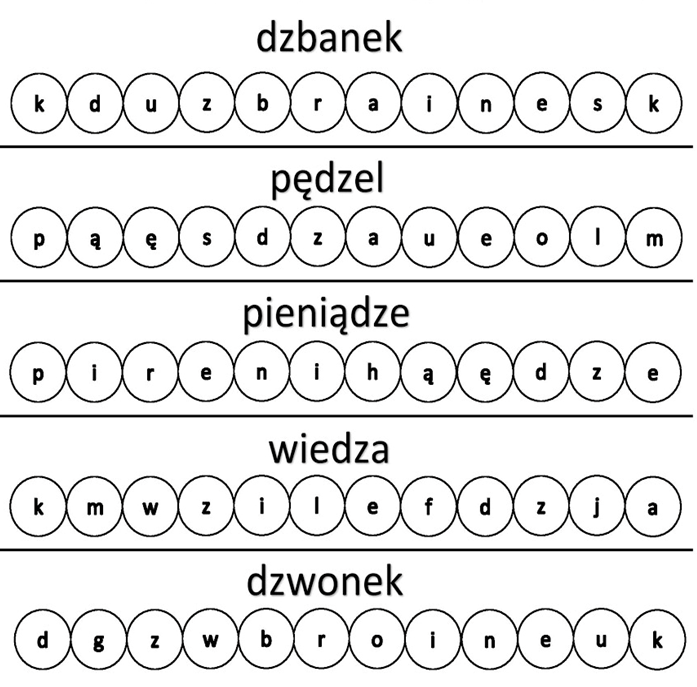 dzbanek
k d u z b r a i n e s k
pędzel
p ą ę s d z a u e o l m
pieniądze
p i r e n i h ą ę d z e
wiedza
k m w z i l e f d z j a
dzwonek
d g z w b r o i n e u k